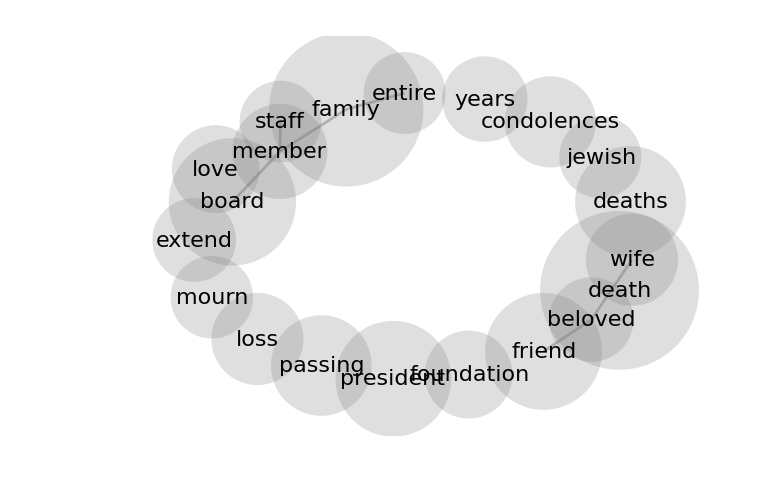 entire
years
family
staff
condolences
member
jewish
love
board
deaths
extend
wife
death
mourn
beloved
loss
friend
passing
president
foundation